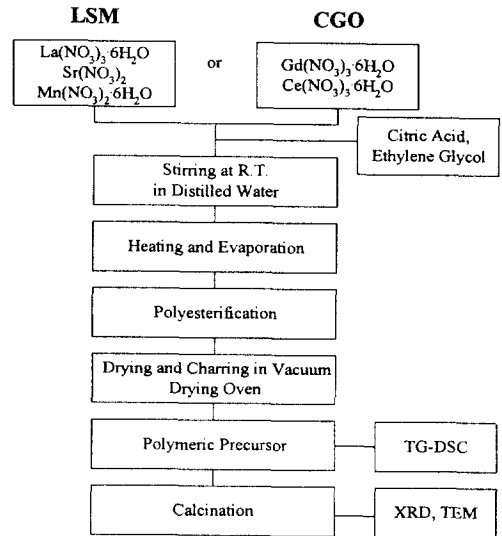 LSM
CGO
La(NO₃)₃·6H₂O
Sr(NO₃)₂
Mn(NO₃)₂·6H₂O
or
Gd(NO₃)₃·6H₂O
Ce(NO₃)₃·6H₂O
Citric Acid,
Ethylene Glycol
Stirring at R.T.
in Distilled Water
Heating and Evaporation
Polyesterification
Drying and Charring in Vacuum
Drying Oven
Polymeric Precursor
TG-DSC
Calcination
XRD, TEM